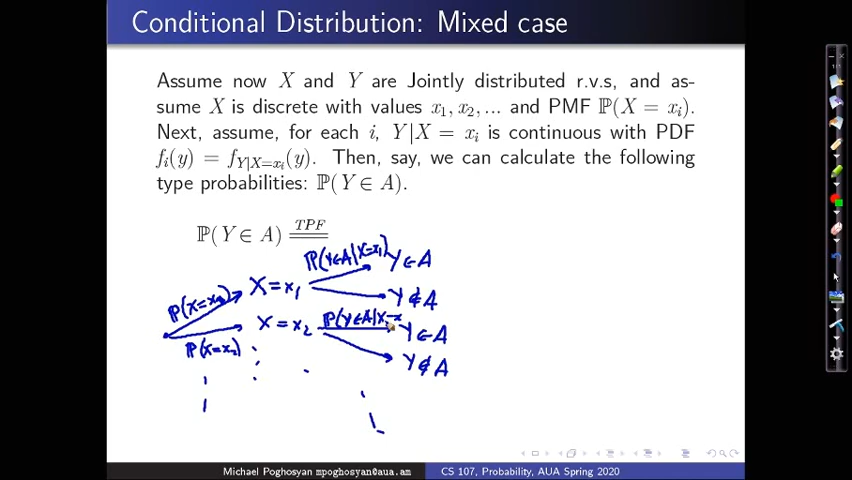 Conditional Distribution: Mixed case
Assume now X and Y are Jointly distributed r.v.s, and as-
sume X is discrete with values x₁, x₂, ... and PMF ℙ(X = xᵢ).
Next, assume, for each i, Y|X = xᵢ is continuous with PDF
fᵢ(y) = f_{Y|X=xᵢ}(y). Then, say, we can calculate the following
type probabilities: ℙ(Y ∈ A).
ℙ(Y ∈ A) ==TPF==
ℙ(Y∈A|X=x₁) Y∈A
ℙ(X=x₁) X=x₁
Y∉A
X=x₂ ℙ(Y∈A|X=x Y∈A
ℙ(X=x₂)
Y∉A
Michael Poghosyan mpoghosyan@aua.am CS 107, Probability, AUA Spring 2020